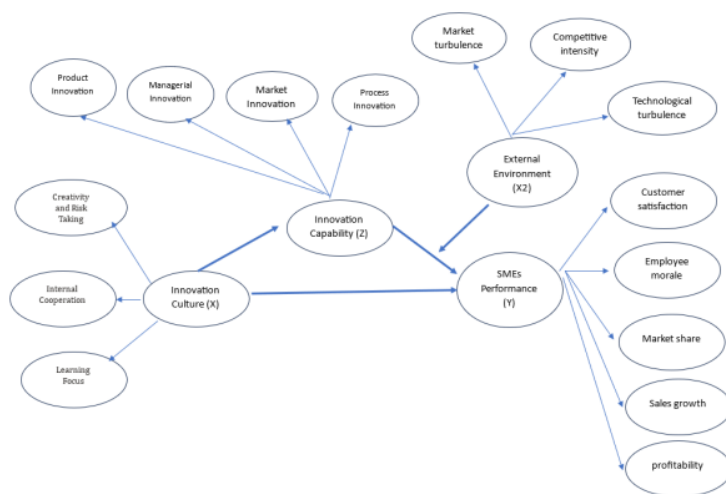 Market
turbulence
Competitive
intensity
Product
Innovation
Managerial
Innovation
Market
Innovation
Process
Innovation
Technological
turbulence
External
Environment
(X2)
Creativity
and Risk
Taking
Customer
satisfaction
Innovation
Capability (Z)
Employee
morale
Internal
Cooperation
Innovation
Culture (X)
SMEs
Performance
(Y)
Market share
Learning
Focus
Sales growth
profitability